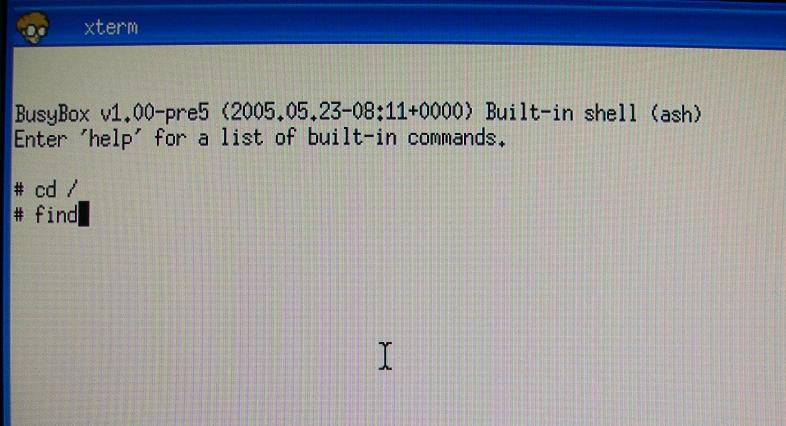 xterm
BusyBox v1.00-pre5 (2005.05.23-08:11+0000) Built-in shell (ash)
Enter 'help' for a list of built-in commands.
# cd /
# find